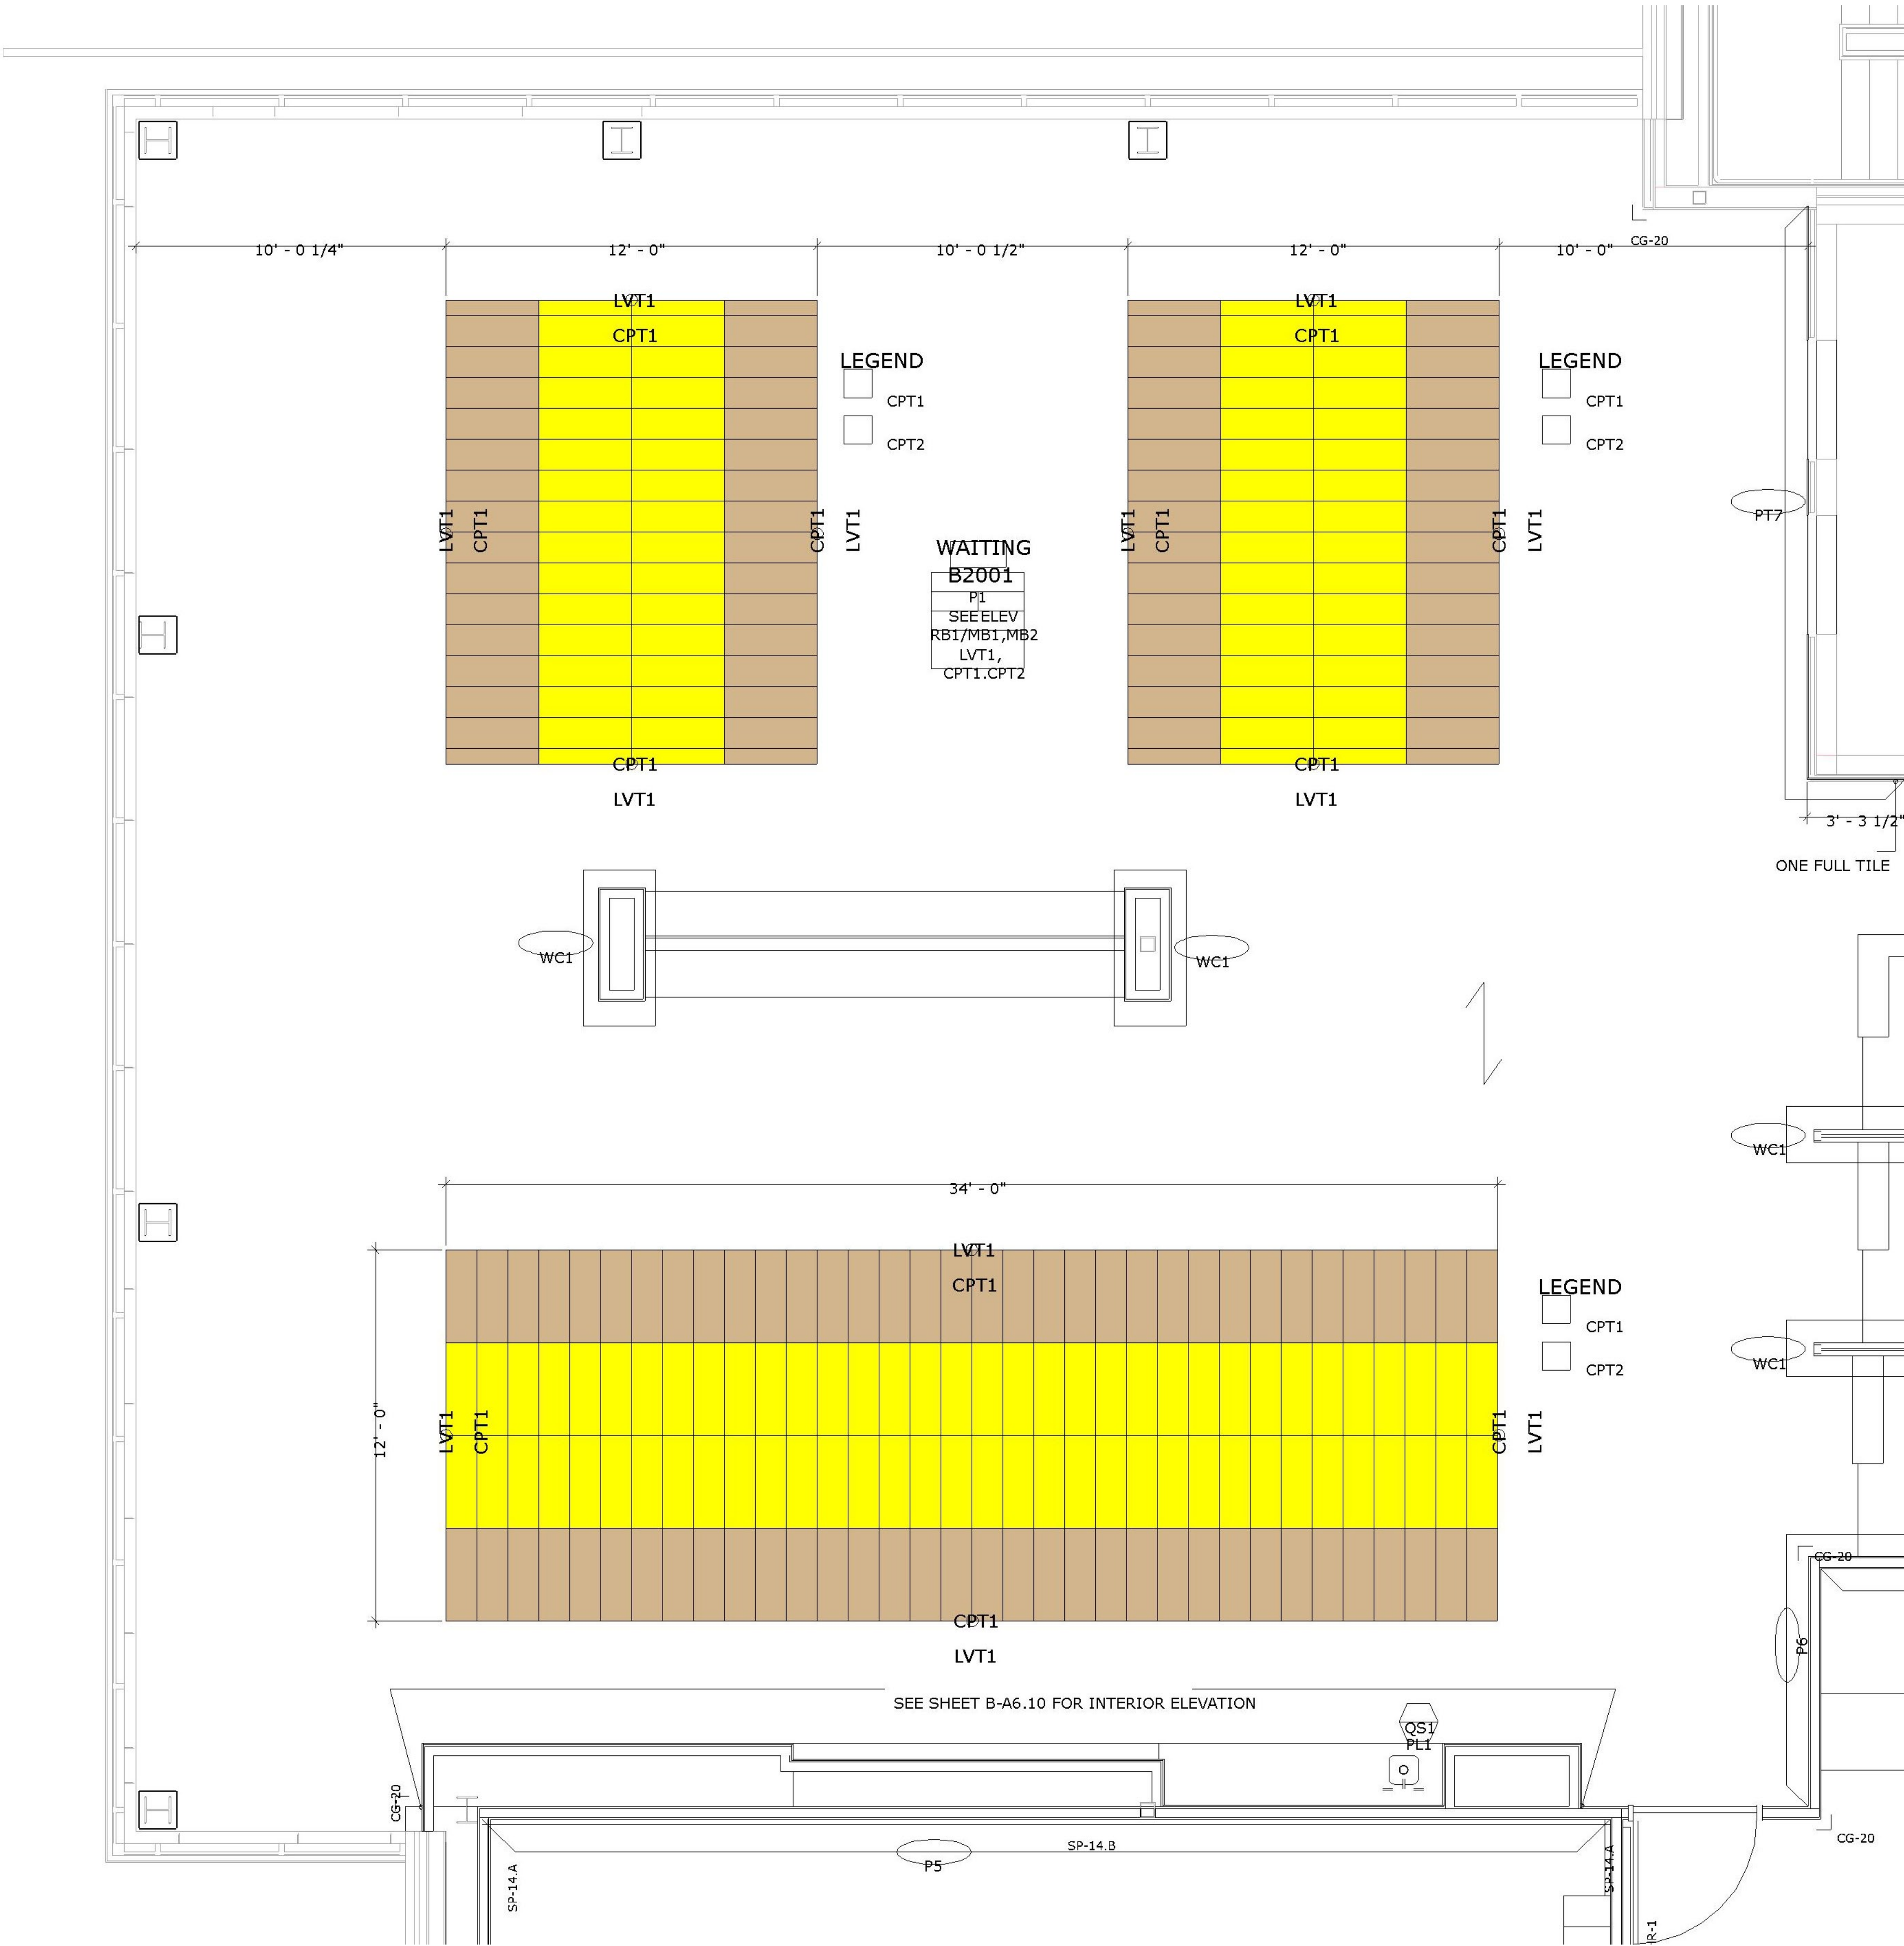 CG-20
10' - 0 1/4"
12' - 0"
10' - 0 1/2"
12' - 0"
10' - 0"
LVT1
CPT1
LVT1
CPT1
LEGEND
CPT1
CPT2
LEGEND
CPT1
CPT2
LVT1
CPT1
CPT1
LVT1
LVT1
CPT1
CPT1
LVT1
PT7
WAITING
B2001
P1
SEE ELEV
RB1/MB1,MB2
LVT1,
CPT1.CPT2
CPT1
LVT1
CPT1
LVT1
3' - 3 1/2"
ONE FULL TILE
WC1
WC1
WC1
34' - 0"
LVT1
CPT1
LEGEND
CPT1
CPT2
WC1
12' - 0"
LVT1
CPT1
CPT1
LVT1
CG-20
CPT1
LVT1
P6
SEE SHEET B-A6.10 FOR INTERIOR ELEVATION
QS1
PL1
CG-20
CG-20
SP-14.B
P5
SP-14.A
SP-14.A